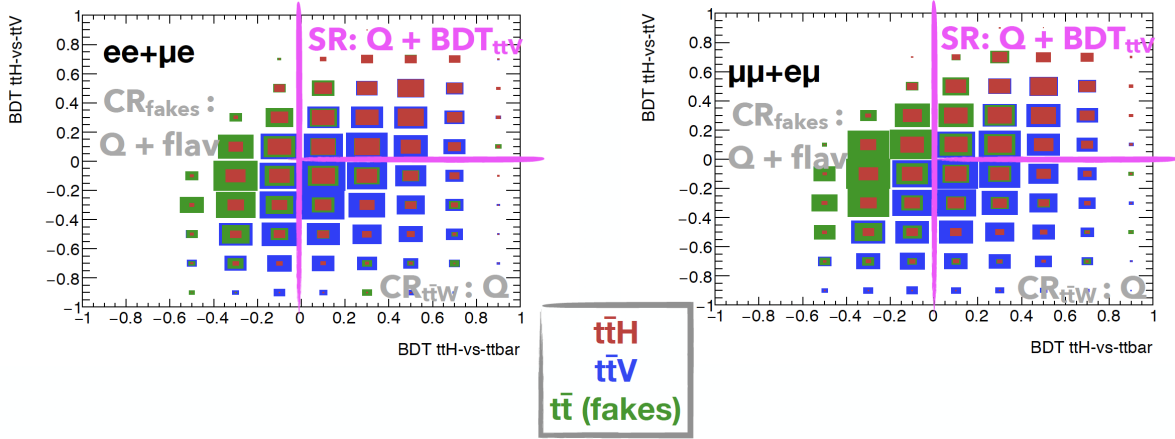 BDT ttH-vs-ttV
1
0.8
0.6
0.4
0.2
0
−0.2
−0.4
−0.6
−0.8
−1
ee+μe
SR: Q + BDTttV
CRfakes :
Q + flav
CRtt̄W : Q
−1 −0.8 −0.6 −0.4 −0.2 0 0.2 0.4 0.6 0.8 1
BDT ttH-vs-ttbar
BDT ttH-vs-ttV
1
0.8
0.6
0.4
0.2
0
−0.2
−0.4
−0.6
−0.8
−1
μμ+eμ
SR: Q + BDTttV
CRfakes :
Q + flav
CRtt̄W : Q
−1 −0.8 −0.6 −0.4 −0.2 0 0.2 0.4 0.6 0.8 1
BDT ttH-vs-ttbar
tt̄H
tt̄V
tt̄ (fakes)